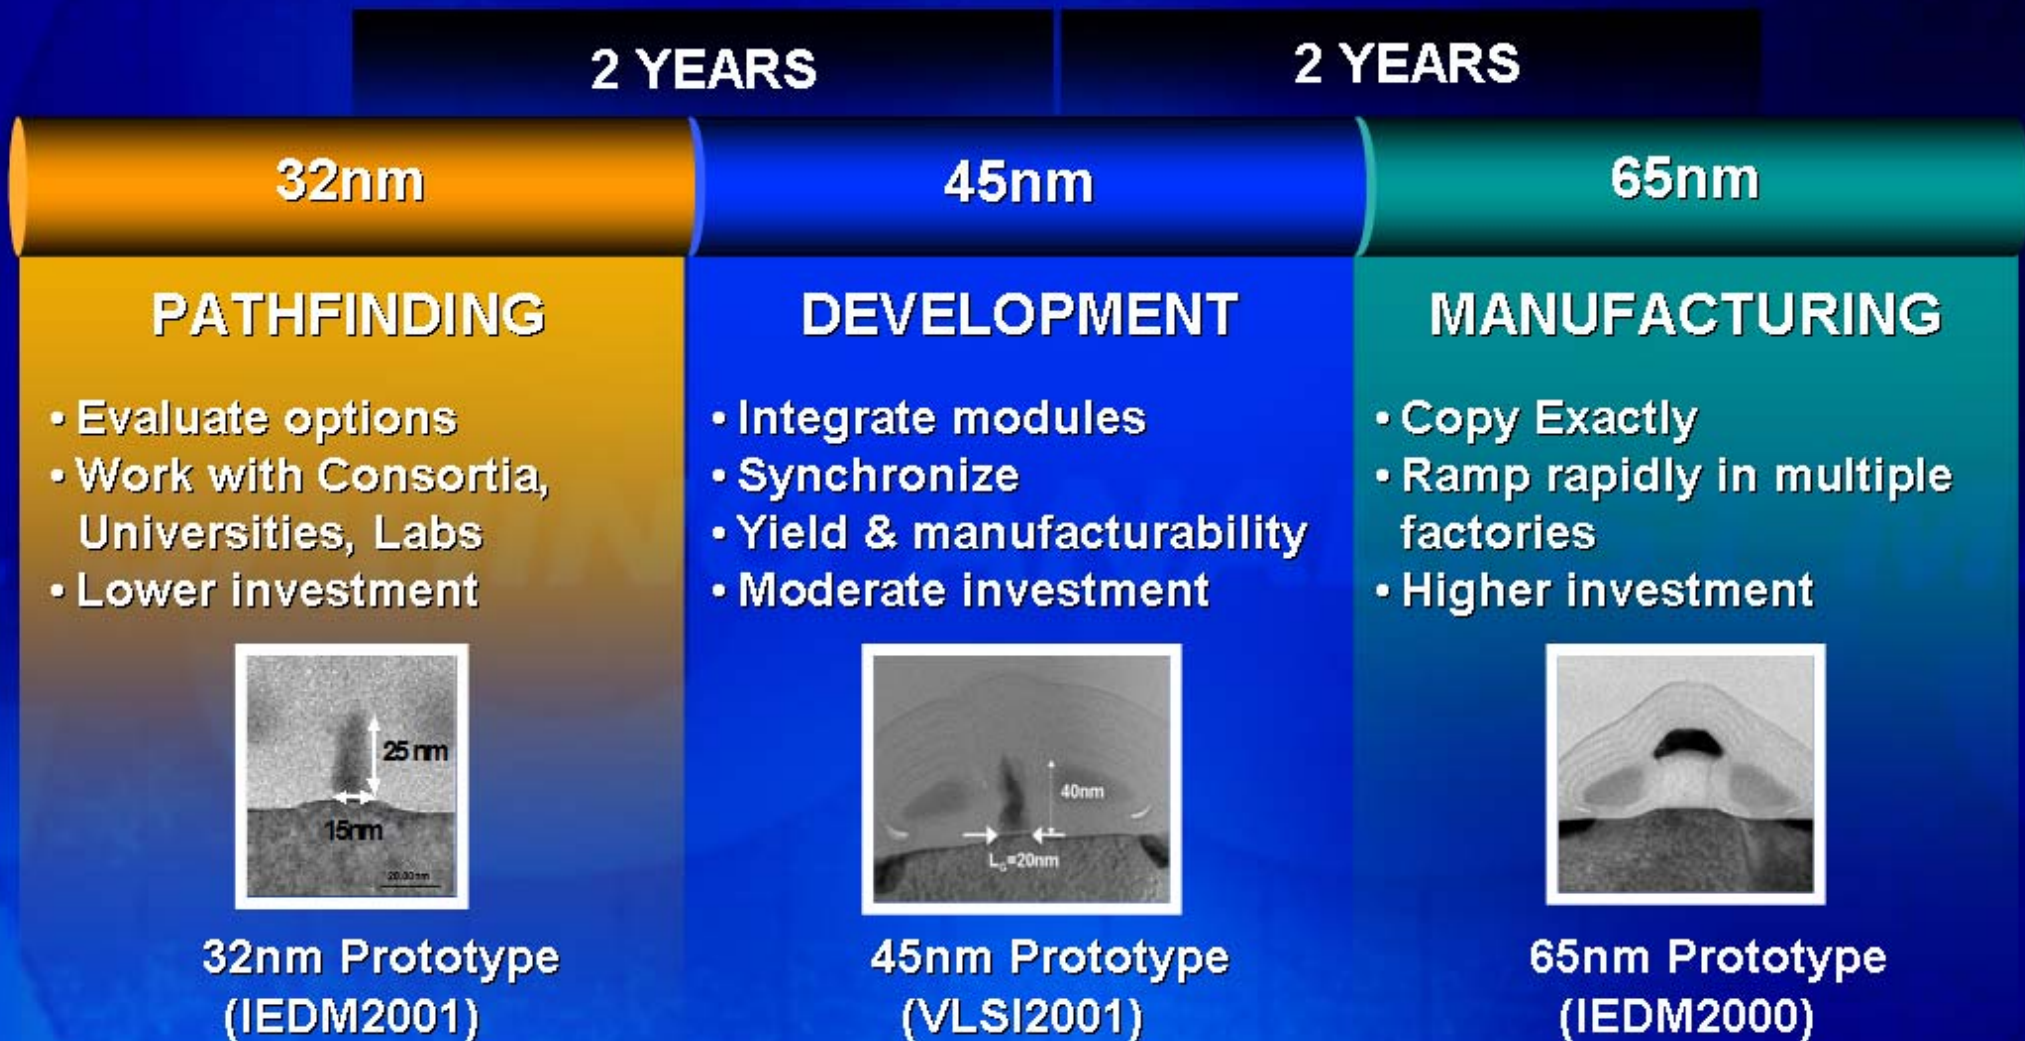 2 YEARS
2 YEARS
32nm
45nm
65nm
PATHFINDING
• Evaluate options
• Work with Consortia,
Universities, Labs
• Lower investment
25 nm
15nm
20.00nm
32nm Prototype
(IEDM2001)
DEVELOPMENT
• Integrate modules
• Synchronize
• Yield & manufacturability
• Moderate investment
40nm
LG=20nm
45nm Prototype
(VLSI2001)
MANUFACTURING
• Copy Exactly
• Ramp rapidly in multiple
factories
• Higher investment
65nm Prototype
(IEDM2000)